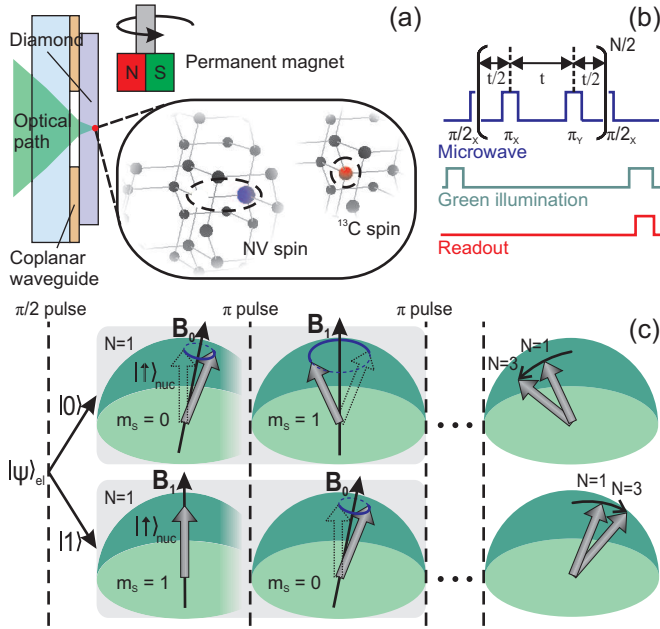 (a)
Diamond
N S
Permanent magnet
Optical
path
NV spin
¹³C spin
Coplanar
waveguide
(b)
N/2
t/2
t
t/2
π/2ₓ
πₓ
π_Y
π/2ₓ
Microwave
Green illumination
Readout
(c)
π/2 pulse
π pulse
π pulse
N=1
B₀
|↑⟩nuc
mₛ = 0
B₁
mₛ = 1
N=1
N=3
|0⟩
|ψ⟩el
|1⟩
N=1
B₁
|↑⟩nuc
mₛ = 1
B₀
mₛ = 0
N=1
N=3